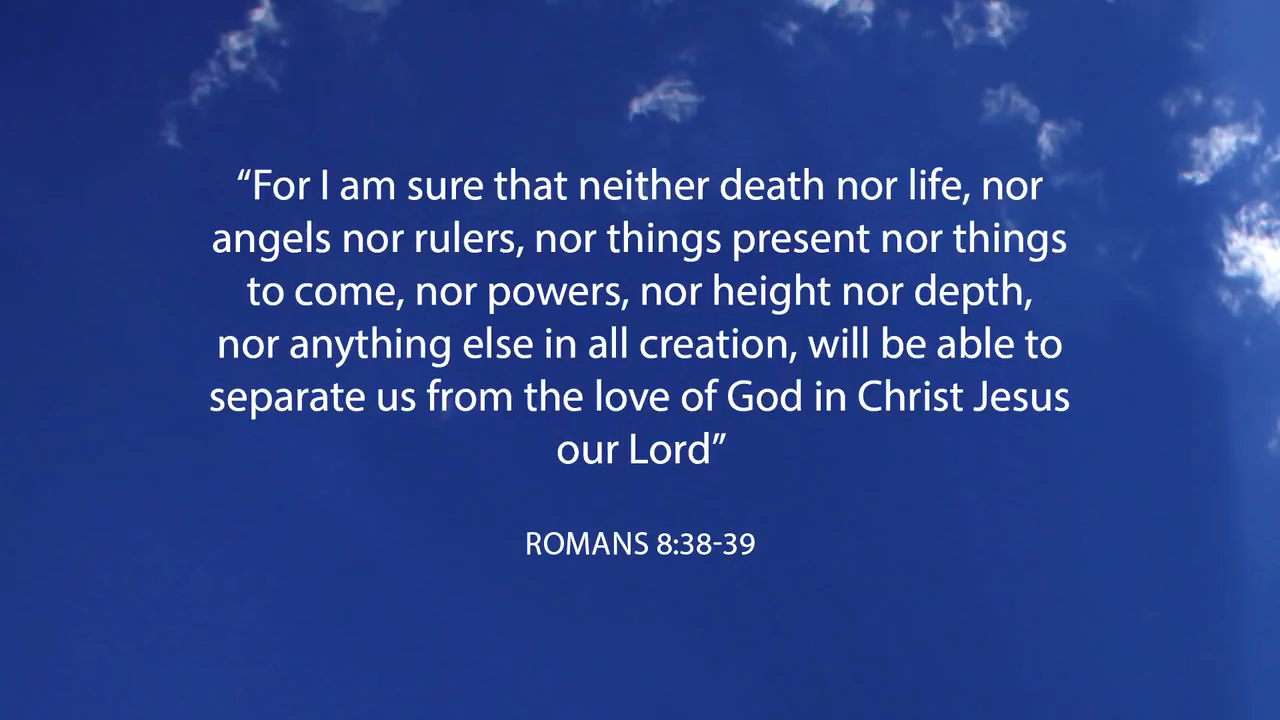 “For I am sure that neither death nor life, nor
angels nor rulers, nor things present nor things
to come, nor powers, nor height nor depth,
nor anything else in all creation, will be able to
separate us from the love of God in Christ Jesus
our Lord”
ROMANS 8:38-39